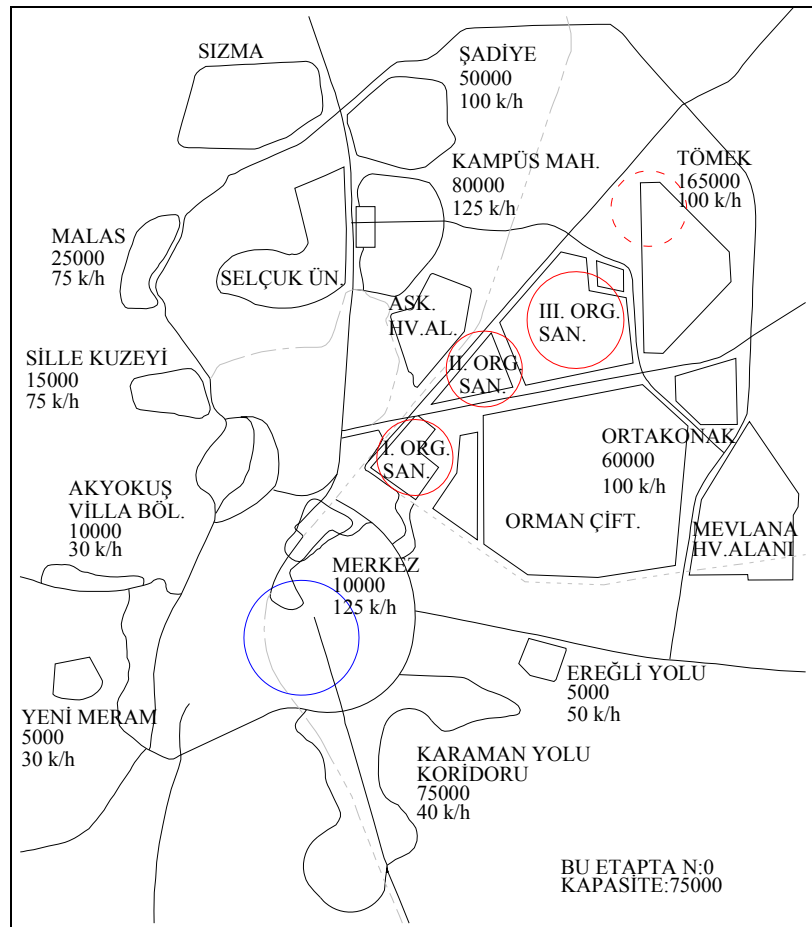 SIZMA
ŞADİYE
50000
100 k/h
KAMPÜS MAH.
80000
125 k/h
TÖMEK
165000
100 k/h
MALAS
25000
75 k/h
SELÇUK ÜN.
ASK.
HV.AL.
III. ORG.
SAN.
SİLLE KUZEYİ
15000
75 k/h
II. ORG.
SAN.
I. ORG.
SAN.
ORTAKONAK
60000
100 k/h
AKYOKUŞ
VİLLA BÖL.
10000
30 k/h
ORMAN ÇİFT.
MEVLANA
HV.ALANI
MERKEZ
10000
125 k/h
EREĞLİ YOLU
5000
50 k/h
YENİ MERAM
5000
30 k/h
KARAMAN YOLU
KORİDORU
75000
40 k/h
BU ETAPTA N:0
KAPASİTE:75000